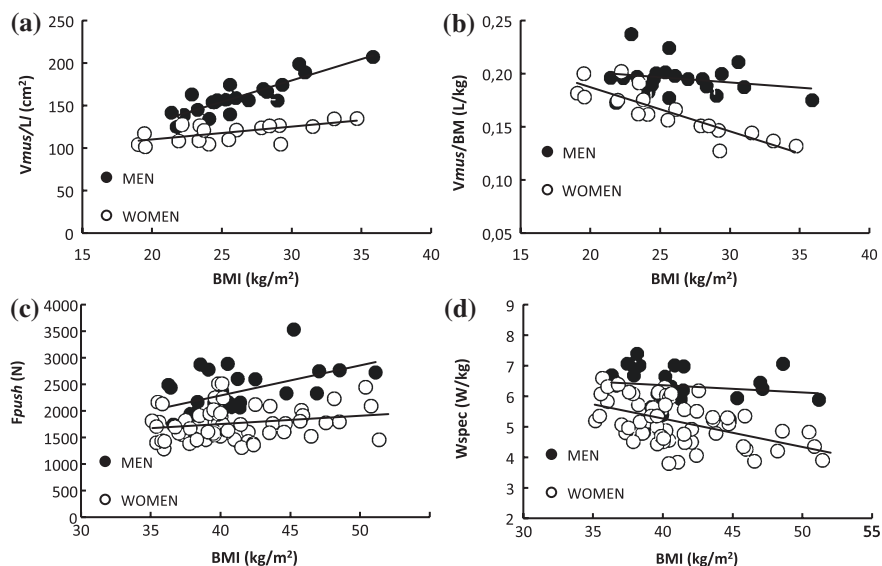 (a)
Vmus/Ll (cm²)
250
200
150
100
50
0
MEN
WOMEN
15 20 25 30 35 40
BMI (kg/m²)
(b)
Vmus/BM (L/kg)
0,25
0,20
0,15
0,10
0,05
MEN
WOMEN
15 20 25 30 35 40
BMI (kg/m²)
(c)
Fpush (N)
4000
3500
3000
2500
2000
1500
1000
500
0
MEN
WOMEN
30 35 40 45 50
BMI (kg/m²)
(d)
Wspec (W/kg)
9
8
7
6
5
4
3
2
MEN
WOMEN
30 35 40 45 50 55
BMI (kg/m²)